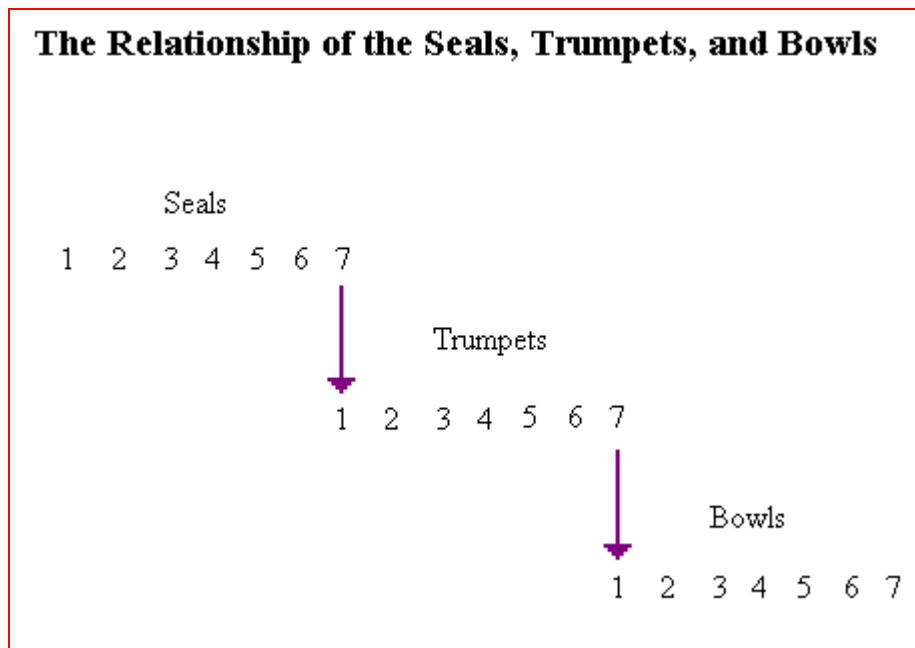 The Relationship of the Seals, Trumpets, and Bowls
Seals
1 2 3 4 5 6 7
Trumpets
1 2 3 4 5 6 7
Bowls
1 2 3 4 5 6 7